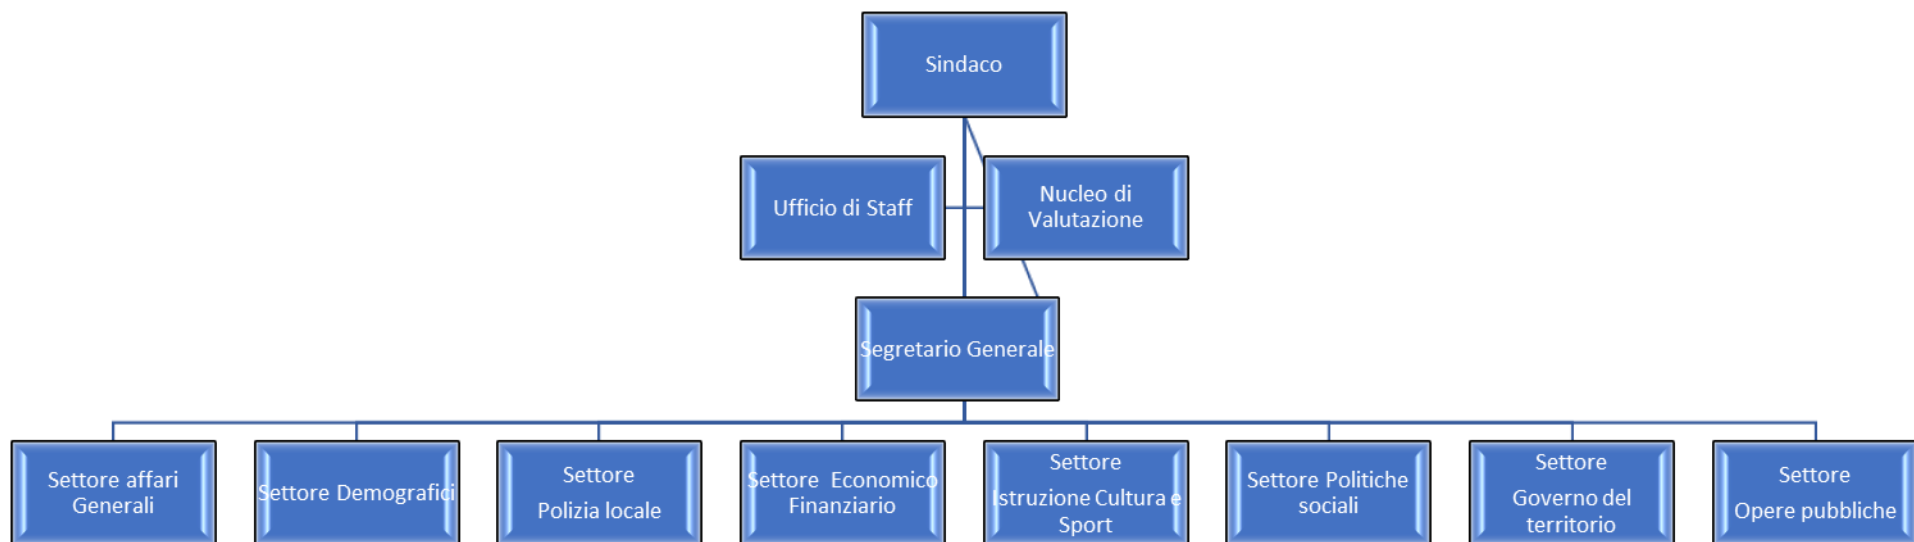 Sindaco
Ufficio di Staff
Nucleo di
Valutazione
Segretario Generale
Settore affari
Generali
Settore Demografici
Settore
Polizia locale
Settore  Economico
Finanziario
Settore
Istruzione Cultura e
Sport
Settore Politiche
sociali
Settore
Governo del
territorio
Settore
Opere pubbliche